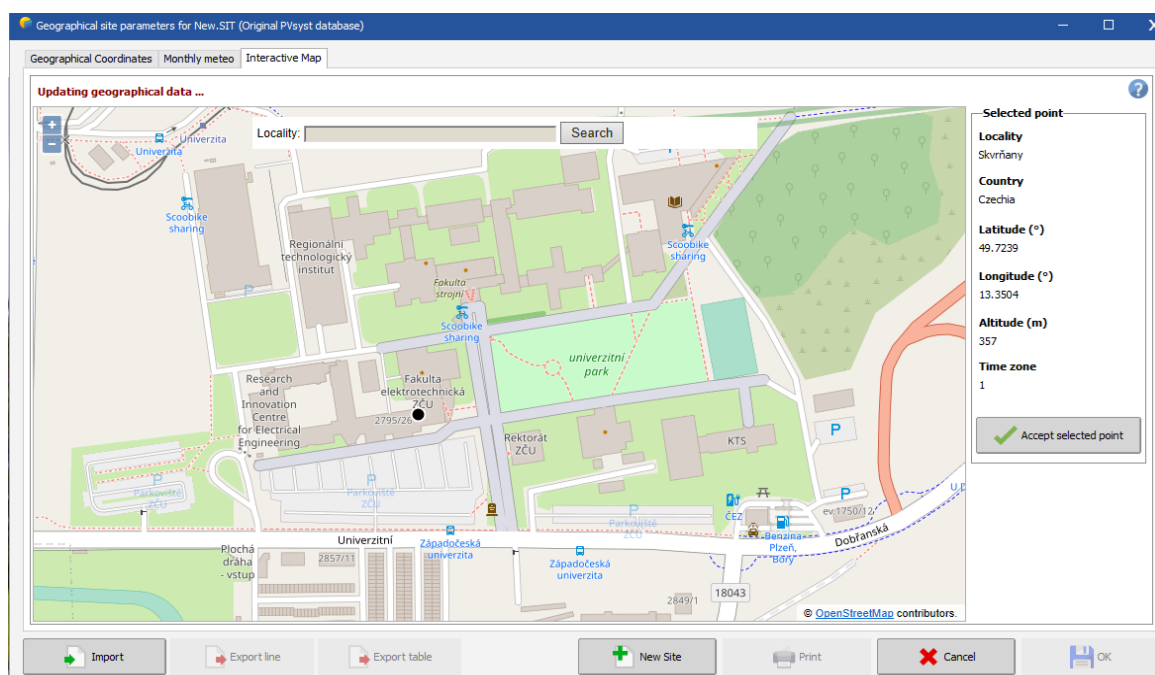 Geographical site parameters for New.SIT (Original PVsyst database)
Geographical Coordinates
Monthly meteo
Interactive Map
Updating geographical data ...
?
+
−
Locality:
Search
Univerzita
Univerzita
Scoobike
sharing
Regionální
technologický
institut
Fakulta
strojní
Scoobike
sharing
Scoobike
sharing
P
P
univerzitní
park
Research
and
Innovation
Centre
for Electrical
Engineering
Fakulta
elektrotechnická
ZČU
2795/26
Rektorát
ZČU
KTS
P
P
Parkoviště
ZČU
P
Parkoviště
ZČU
P
Parkoviště
ZČU
ČEZ
P
ev.1750/12
Benzina
Plzeň,
Bory
Dobřanská
U D
Univerzitní
Západočeská
univerzita
Západočeská
univerzita
Plochá
dráha
- vstup
2857/11
2849/1
18043
© OpenStreetMap contributors.
Selected point
Locality
Skvrňany
Country
Czechia
Latitude (°)
49.7239
Longitude (°)
13.3504
Altitude (m)
357
Time zone
1
Accept selected point
Import
Export line
Export table
New Site
Print
Cancel
OK